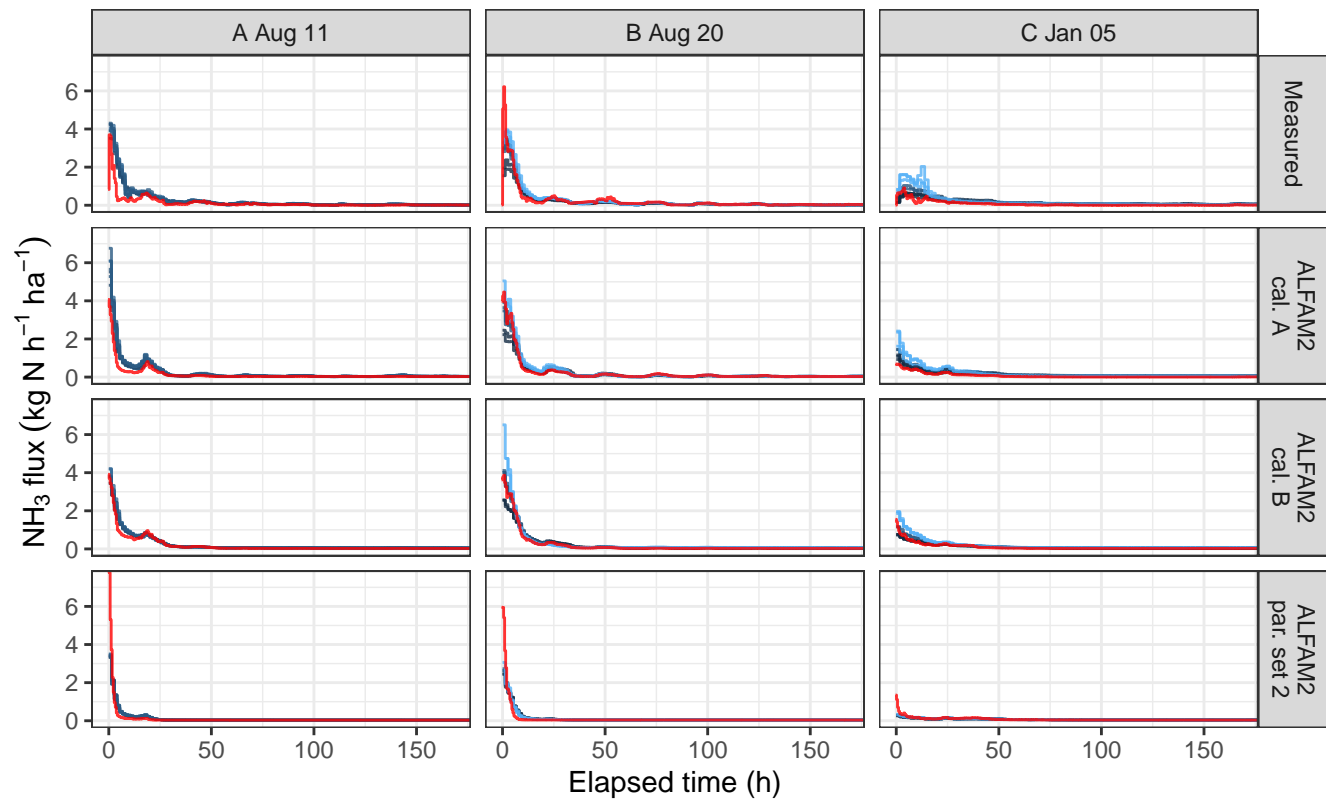 A Aug 11
B Aug 20
C Jan 05
NH₃ flux (kg N h⁻¹ ha⁻¹)
6
4
2
0
Measured
6
4
2
0
ALFAM2
cal. A
6
4
2
0
ALFAM2
cal. B
6
4
2
0
ALFAM2
par. set 2
0 50 100 150
0 50 100 150
0 50 100 150
Elapsed time (h)